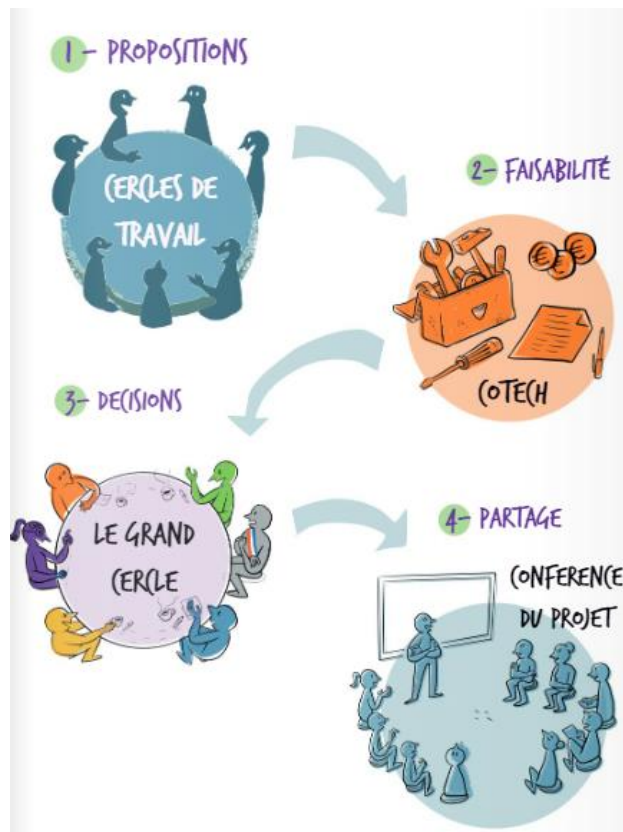 1- PROPOSITIONS
CERCLES DE
TRAVAIL
2- FAISABILITÉ
COTECH
3- DECISIONS
LE GRAND
CERCLE
4- PARTAGE
CONFERENCE
DU PROJET